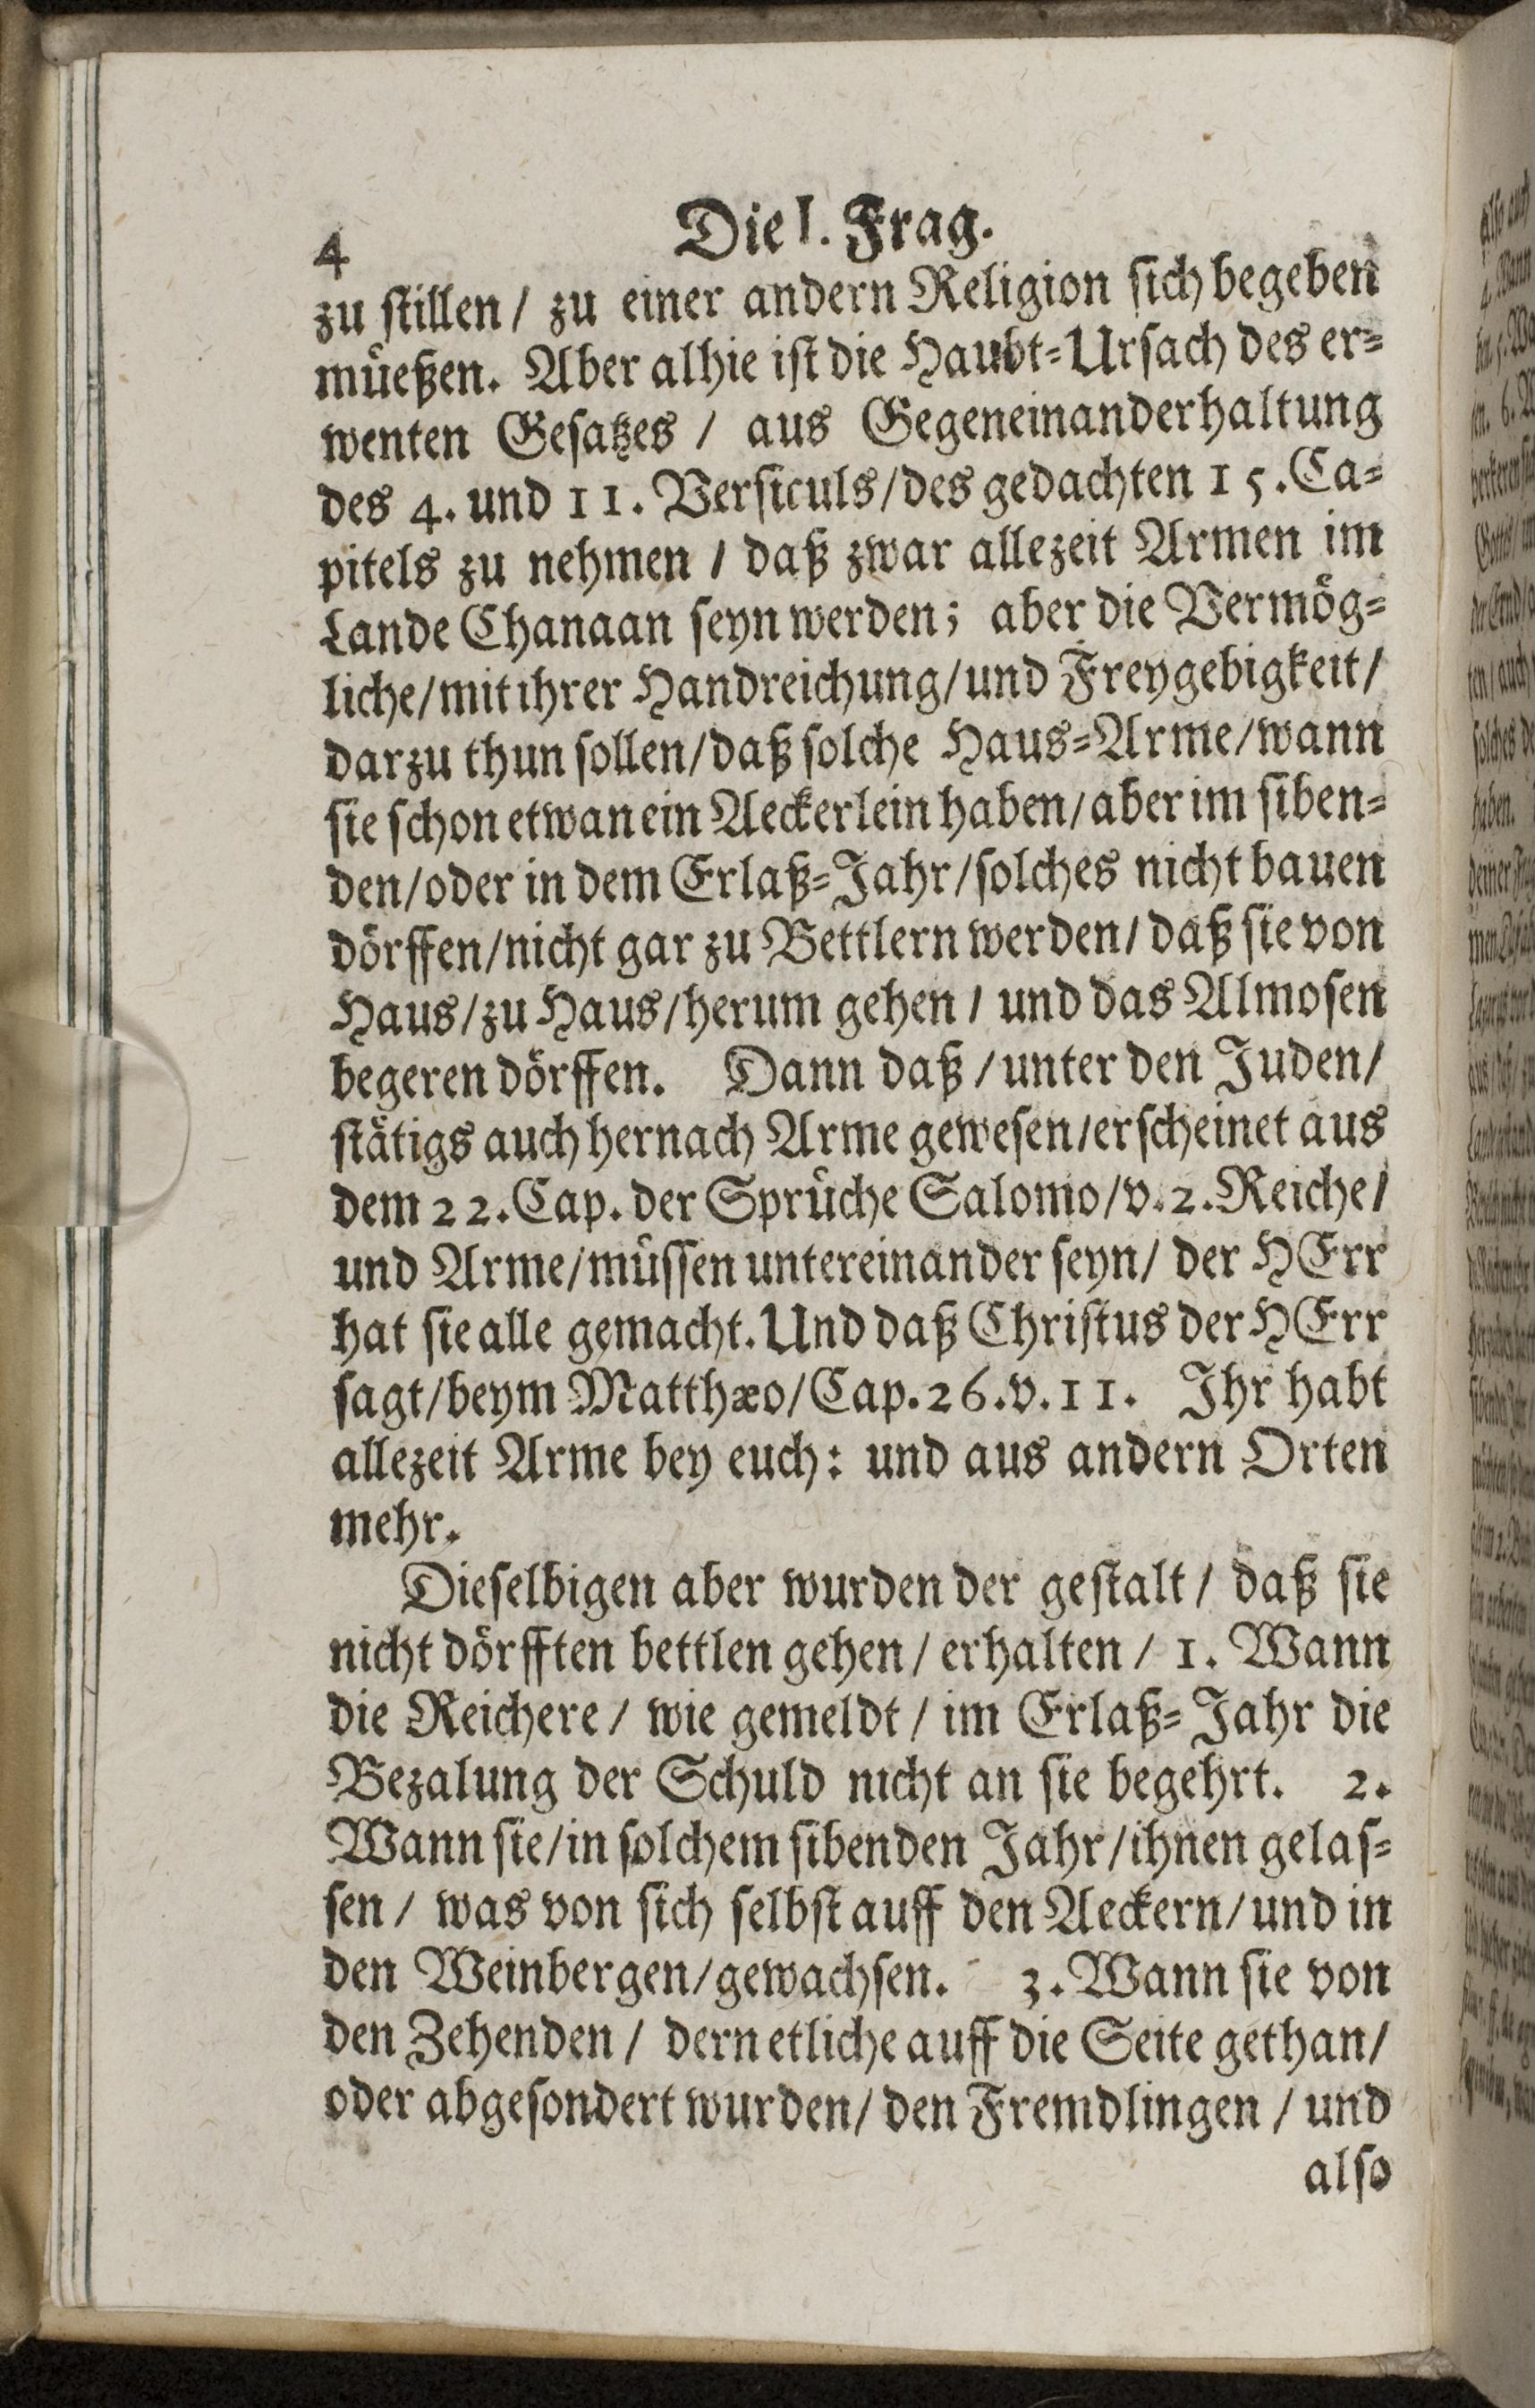 4 Die I. Frag.
zu stillen / zu einer andern Religion sich begeben
müeßen. Aber alhie ist die Haubt-Ursach des er-
wenten Gesatzes / aus Gegeneinanderhaltung
des 4. und 11. Versiculs/des gedachten 15. Ca-
pitels zu nehmen / daß zwar allezeit Armen im
Lande Chanaan seyn werden; aber die Vermög-
liche/mit ihrer Handreichung/und Freygebigkeit/
darzu thun sollen/daß solche Haus-Arme/wann
sie schon etwan ein Aeckerlein haben/aber im siben-
den/oder in dem Erlaß-Jahr/solches nicht bauen
dörffen/nicht gar zu Bettlern werden/daß sie von
Haus/zu Haus/herum gehen / und das Almosen
begeren dörffen. Dann daß / unter den Juden/
stätigs auch hernach Arme gewesen/erscheinet aus
dem 22. Cap. der Sprüche Salomo/v. 2. Reiche/
und Arme/müssen untereinander seyn/ der HErr
hat sie alle gemacht. Und daß Christus der HErr
sagt/beym Matthæo/Cap. 26. v. 11. Ihr habt
allezeit Arme bey euch: und aus andern Orten
mehr.
Dieselbigen aber wurden der gestalt / daß sie
nicht dörfften bettlen gehen / erhalten / 1. Wann
die Reichere / wie gemeldt / im Erlaß-Jahr die
Bezalung der Schuld nicht an sie begehrt. 2.
Wann sie/in solchem sibenden Jahr/ihnen gelas-
sen / was von sich selbst auff den Aeckern/und in
den Weinbergen/gewachsen. 3. Wann sie von
den Zehenden / dern etliche auff die Seite gethan/
oder abgesondert wurden/ den Fremdlingen / und
also